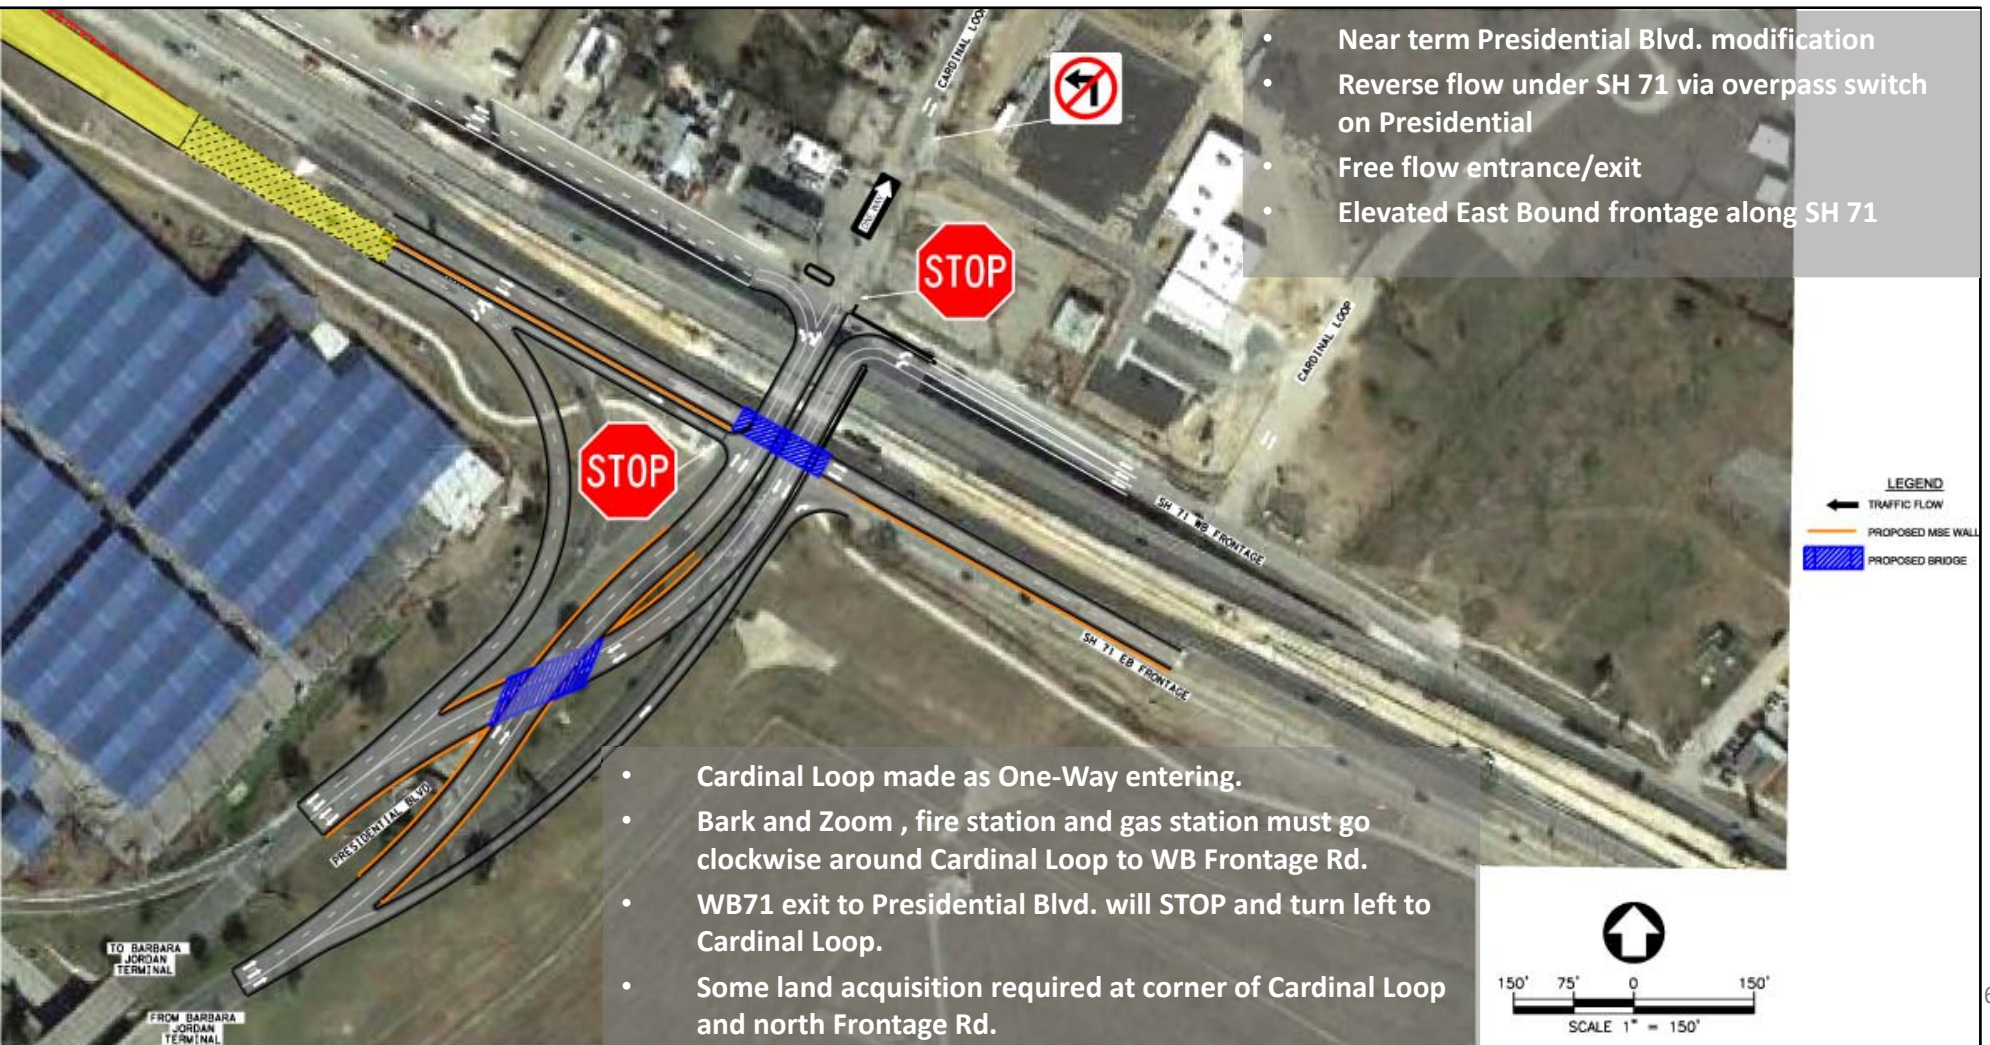 • Near term Presidential Blvd. modification
• Reverse flow under SH 71 via overpass switch
on Presidential
• Free flow entrance/exit
• Elevated East Bound frontage along SH 71
CARDINAL LOOP
ONE WAY
STOP
CARDINAL LOOP
STOP
SH 71 WB FRONTAGE
SH 71 EB FRONTAGE
LEGEND
TRAFFIC FLOW
PROPOSED MSE WALL
PROPOSED BRIDGE
PRESIDENTIAL BLVD
• Cardinal Loop made as One-Way entering.
• Bark and Zoom , fire station and gas station must go
clockwise around Cardinal Loop to WB Frontage Rd.
• WB71 exit to Presidential Blvd. will STOP and turn left to
Cardinal Loop.
• Some land acquisition required at corner of Cardinal Loop
and north Frontage Rd.
TO BARBARA
JORDAN
TERMINAL
FROM BARBARA
JORDAN
TERMINAL
150' 75' 0 150'
SCALE 1" = 150'
6